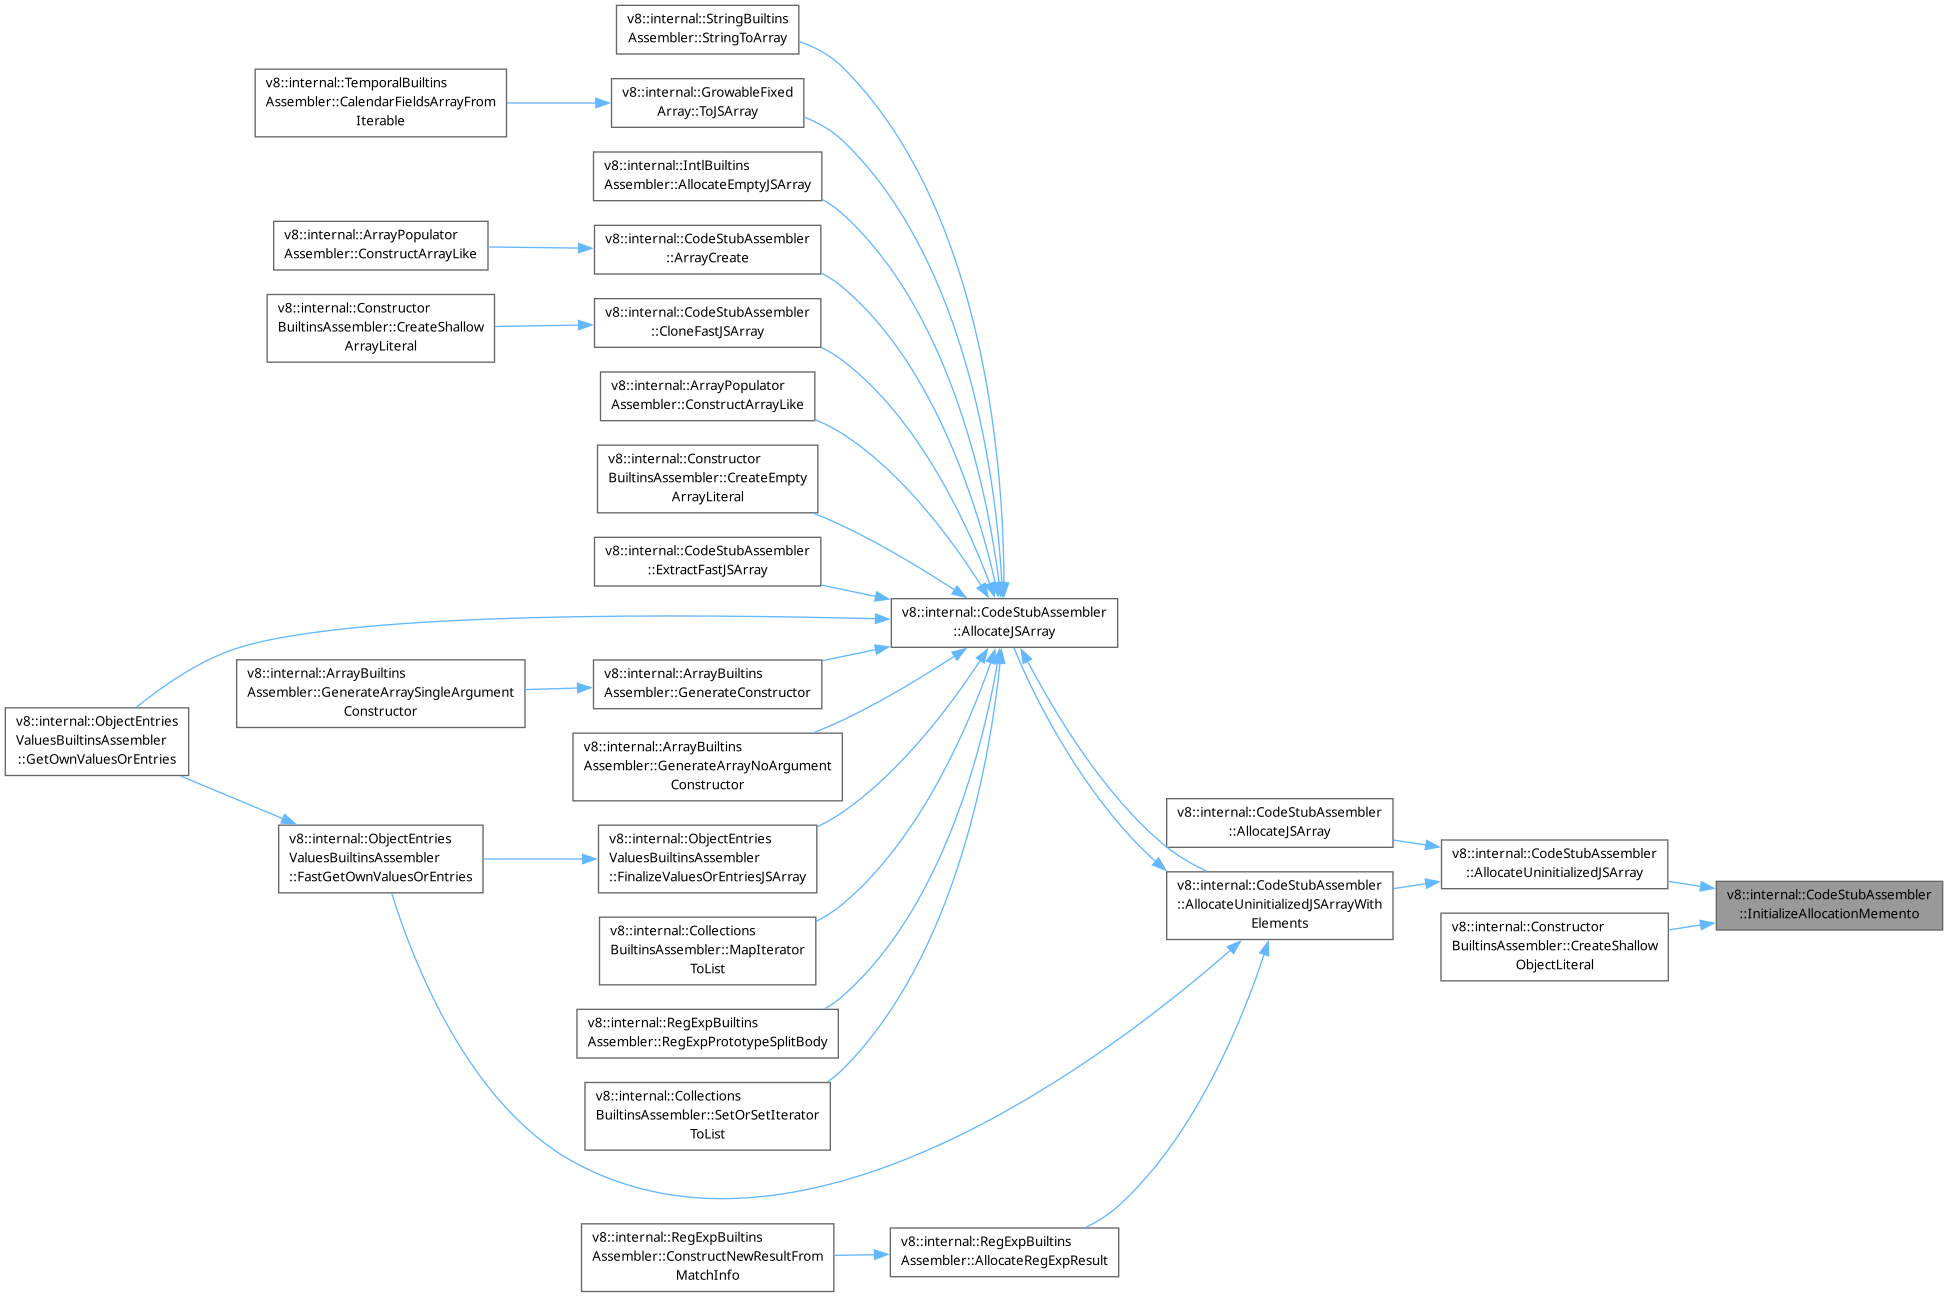 v8::internal::StringBuiltins
Assembler::StringToArray
v8::internal::TemporalBuiltins
Assembler::CalendarFieldsArrayFrom
Iterable
v8::internal::GrowableFixed
Array::ToJSArray
v8::internal::IntlBuiltins
Assembler::AllocateEmptyJSArray
v8::internal::ArrayPopulator
Assembler::ConstructArrayLike
v8::internal::CodeStubAssembler
::ArrayCreate
v8::internal::Constructor
BuiltinsAssembler::CreateShallow
ArrayLiteral
v8::internal::CodeStubAssembler
::CloneFastJSArray
v8::internal::ArrayPopulator
Assembler::ConstructArrayLike
v8::internal::Constructor
BuiltinsAssembler::CreateEmpty
ArrayLiteral
v8::internal::CodeStubAssembler
::ExtractFastJSArray
v8::internal::CodeStubAssembler
::AllocateJSArray
v8::internal::ArrayBuiltins
Assembler::GenerateArraySingleArgument
Constructor
v8::internal::ArrayBuiltins
Assembler::GenerateConstructor
v8::internal::ObjectEntries
ValuesBuiltinsAssembler
::GetOwnValuesOrEntries
v8::internal::ArrayBuiltins
Assembler::GenerateArrayNoArgument
Constructor
v8::internal::ObjectEntries
ValuesBuiltinsAssembler
::FastGetOwnValuesOrEntries
v8::internal::ObjectEntries
ValuesBuiltinsAssembler
::FinalizeValuesOrEntriesJSArray
v8::internal::CodeStubAssembler
::AllocateJSArray
v8::internal::CodeStubAssembler
::AllocateUninitializedJSArray
v8::internal::CodeStubAssembler
::AllocateUninitializedJSArrayWith
Elements
v8::internal::CodeStubAssembler
::InitializeAllocationMemento
v8::internal::Constructor
BuiltinsAssembler::CreateShallow
ObjectLiteral
v8::internal::Collections
BuiltinsAssembler::MapIterator
ToList
v8::internal::RegExpBuiltins
Assembler::RegExpPrototypeSplitBody
v8::internal::Collections
BuiltinsAssembler::SetOrSetIterator
ToList
v8::internal::RegExpBuiltins
Assembler::ConstructNewResultFrom
MatchInfo
v8::internal::RegExpBuiltins
Assembler::AllocateRegExpResult